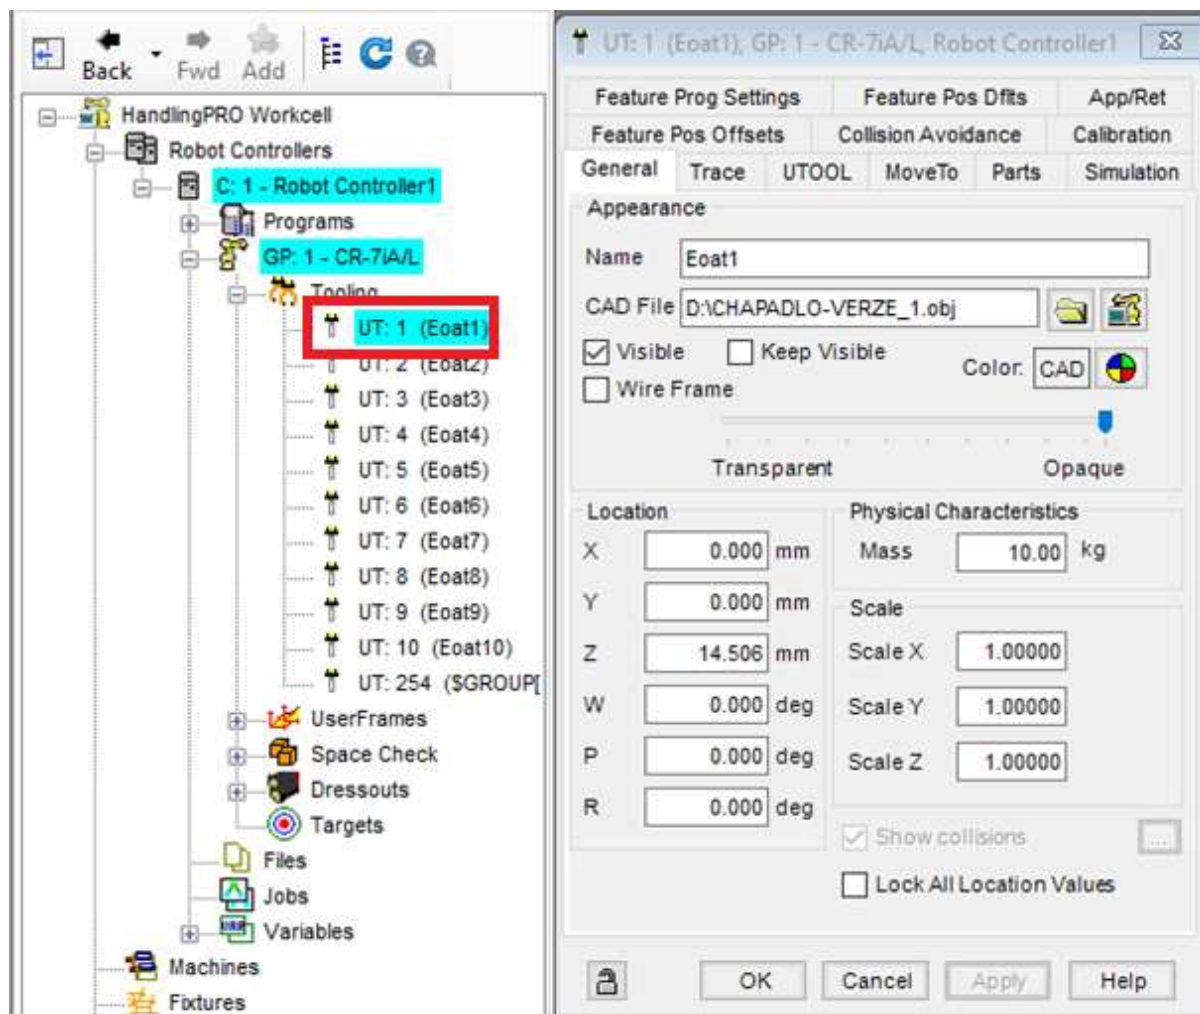 Back Fwd Add
HandlingPRO Workcell
Robot Controllers
C: 1 - Robot Controller1
Programs
GP: 1 - CR-7iA/L
Tooling
UT: 1 (Eoat1)
UT: 2 (Eoat2)
UT: 3 (Eoat3)
UT: 4 (Eoat4)
UT: 5 (Eoat5)
UT: 6 (Eoat6)
UT: 7 (Eoat7)
UT: 8 (Eoat8)
UT: 9 (Eoat9)
UT: 10 (Eoat10)
UT: 254 ($GROUP[
UserFrames
Space Check
Dressouts
Targets
Files
Jobs
Variables
Machines
Fixtures
UT: 1 (Eoat1), GP: 1 - CR-7iA/L, Robot Controller1
Feature Prog Settings Feature Pos Dflts App/Ret
Feature Pos Offsets Collision Avoidance Calibration
General Trace UTOOL MoveTo Parts Simulation
Appearance
Name Eoat1
CAD File D:\CHAPADLO-VERZE_1.obj
Visible Keep Visible
Color: CAD
Wire Frame
Transparent Opaque
Location
X 0.000 mm
Y 0.000 mm
Z 14.506 mm
W 0.000 deg
P 0.000 deg
R 0.000 deg
Physical Characteristics
Mass 10.00 kg
Scale
Scale X 1.00000
Scale Y 1.00000
Scale Z 1.00000
Show collisions ...
Lock All Location Values
OK Cancel Apply Help